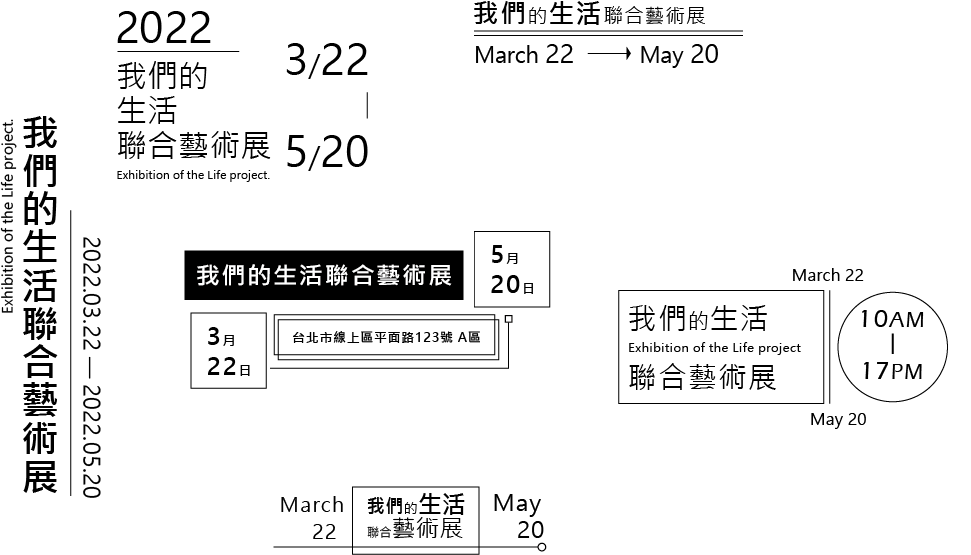 2022
我們的
生活
聯合藝術展
Exhibition of the Life project.
3/22
|
5/20
我們的生活聯合藝術展
March 22 → May 20
Exhibition of the Life project.
我們的生活聯合藝術展
2022.03.22 — 2022.05.20
我們的生活聯合藝術展
5月
20日
3月
22日
台北市線上區平面路123號 A區
March 22
我們的生活
Exhibition of the Life project
聯合藝術展
10AM
|
17PM
May 20
March
22
我們的生活
聯合藝術展
May
20